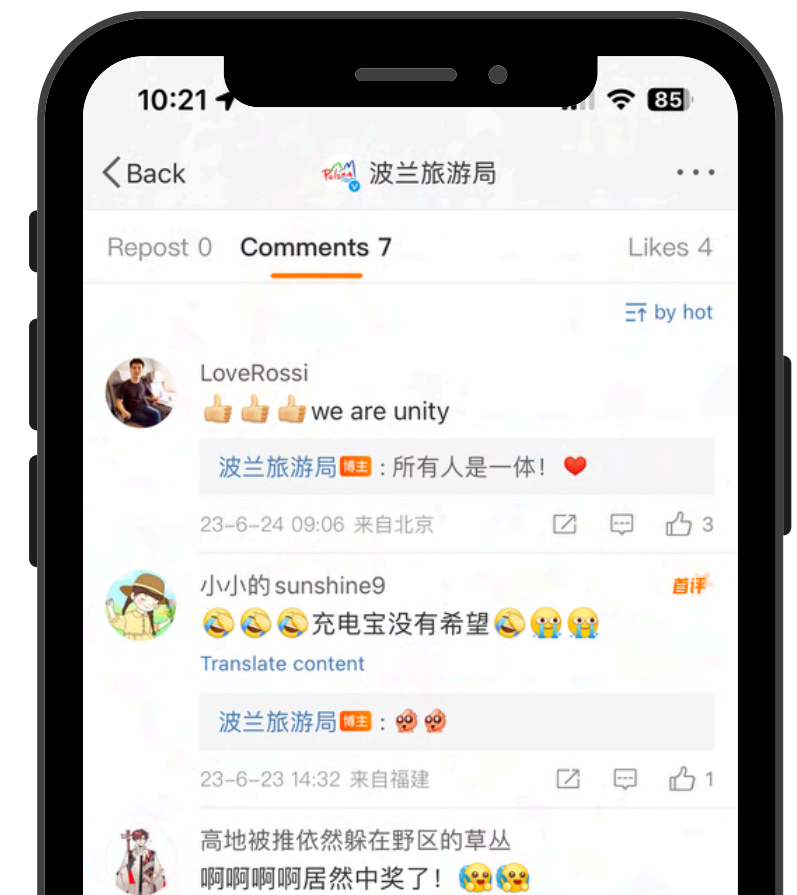 10:21
85
Back
Polska
波兰旅游局
Repost 0
Comments 7
Likes 4
by hot
LoveRossi
we are unity
波兰旅游局 博主 : 所有人是一体!
23-6-24 09:06 来自北京
3
小小的sunshine9
首评
充电宝没有希望
Translate content
波兰旅游局 博主 :
23-6-23 14:32 来自福建
1
高地被推依然躲在野区的草丛
啊啊啊啊居然中奖了!